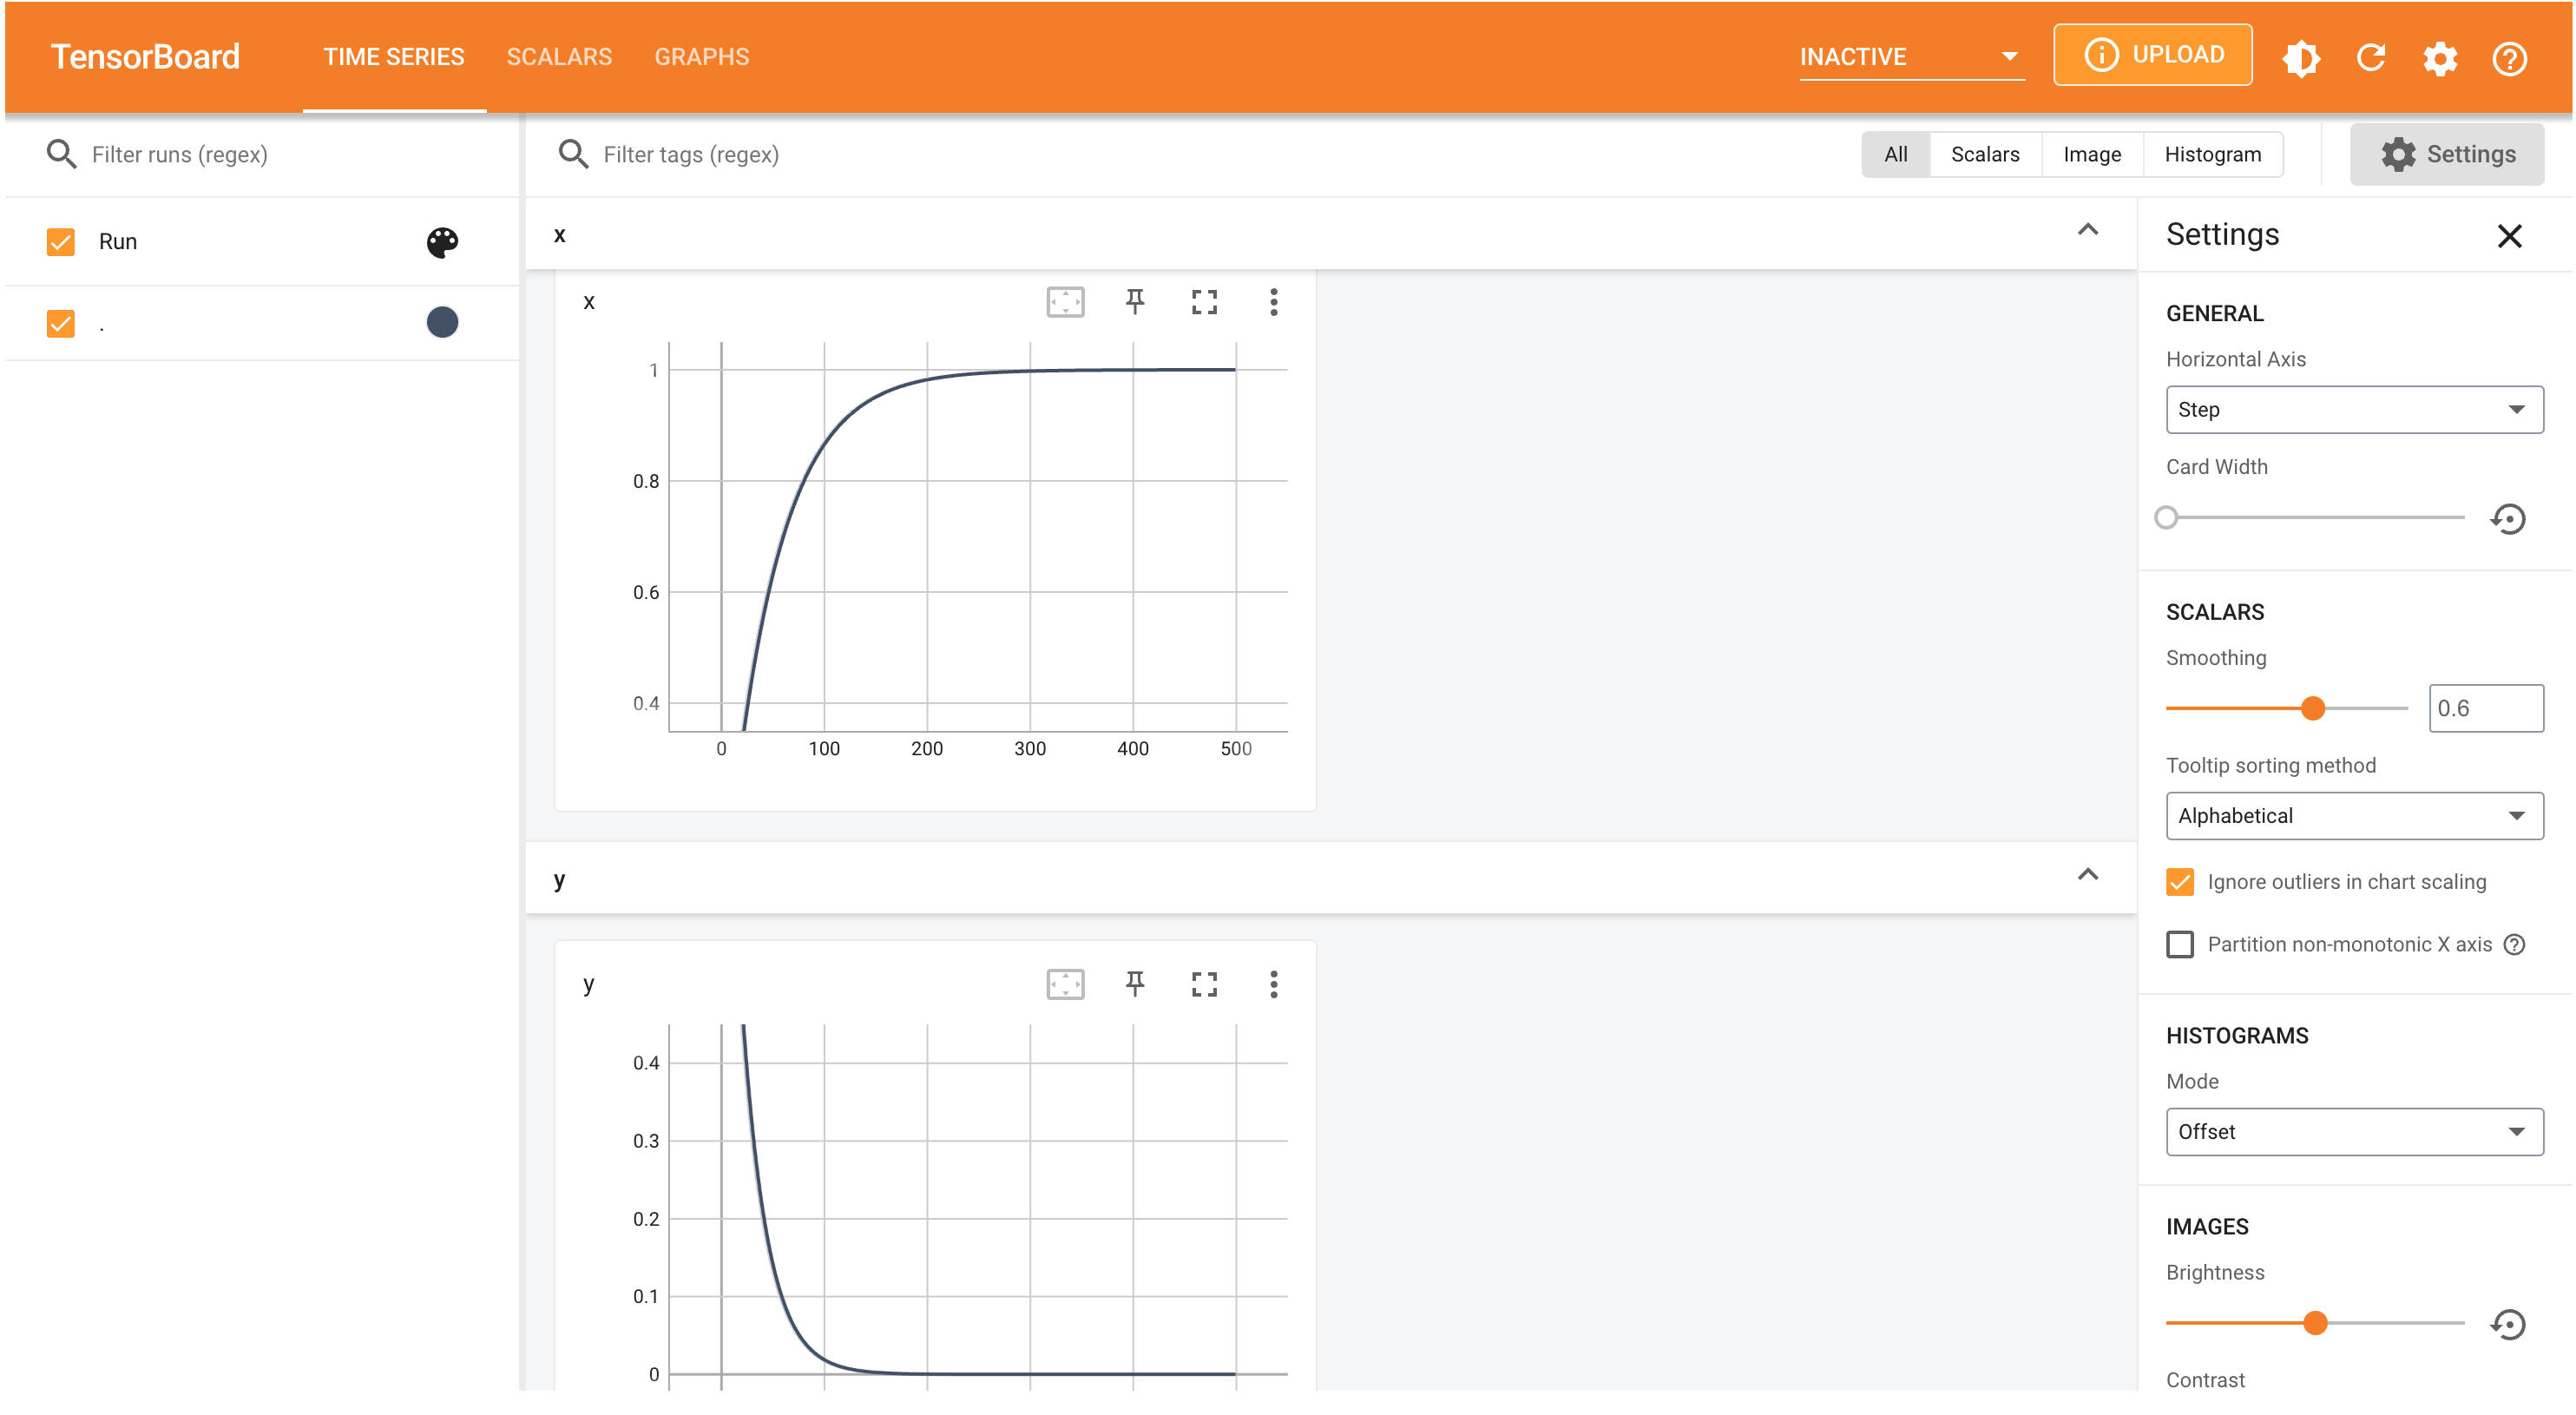 TensorBoard TIME SERIES SCALARS GRAPHS INACTIVE UPLOAD
Filter runs (regex)
Run
.
Filter tags (regex)
All Scalars Image Histogram
Settings
x
x
1
0.8
0.6
0.4
0 100 200 300 400 500
y
y
0.4
0.3
0.2
0.1
0
Settings
GENERAL
Horizontal Axis
Step
Card Width
SCALARS
Smoothing
0.6
Tooltip sorting method
Alphabetical
Ignore outliers in chart scaling
Partition non-monotonic X axis
HISTOGRAMS
Mode
Offset
IMAGES
Brightness
Contrast